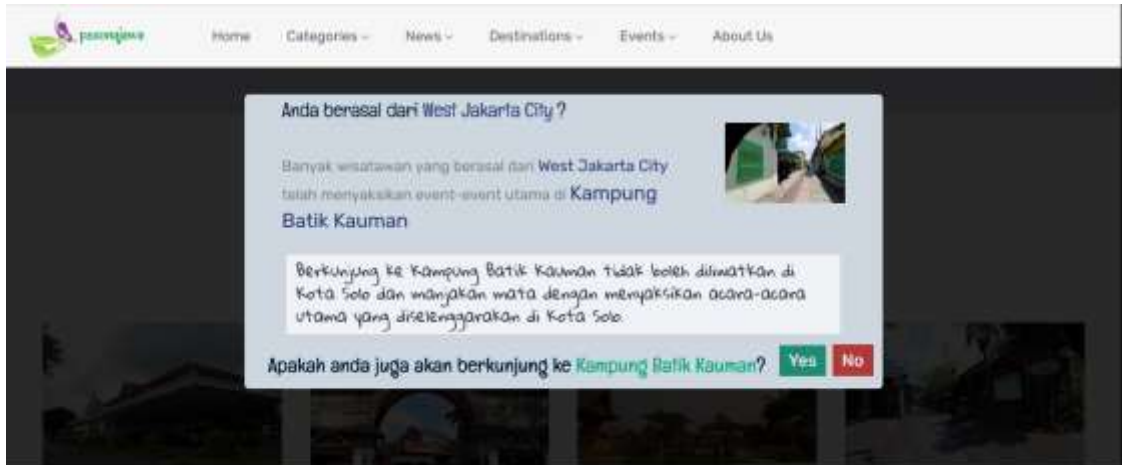 Home Categories News Destinations Events About Us
Anda berasal dari West Jakarta City ?
Banyak wisatawan yang berasal dari West Jakarta City
telah menyaksikan event-event utama di Kampung
Batik Kauman
Berkunjung ke Kampung Batik Kauman tidak boleh diliwatkan di
Kota Solo dan manjakan mata dengan menyaksikan acara-acara
utama yang diselenggarakan di Kota Solo.
Apakah anda juga akan berkunjung ke Kampung Batik Kauman? Yes No